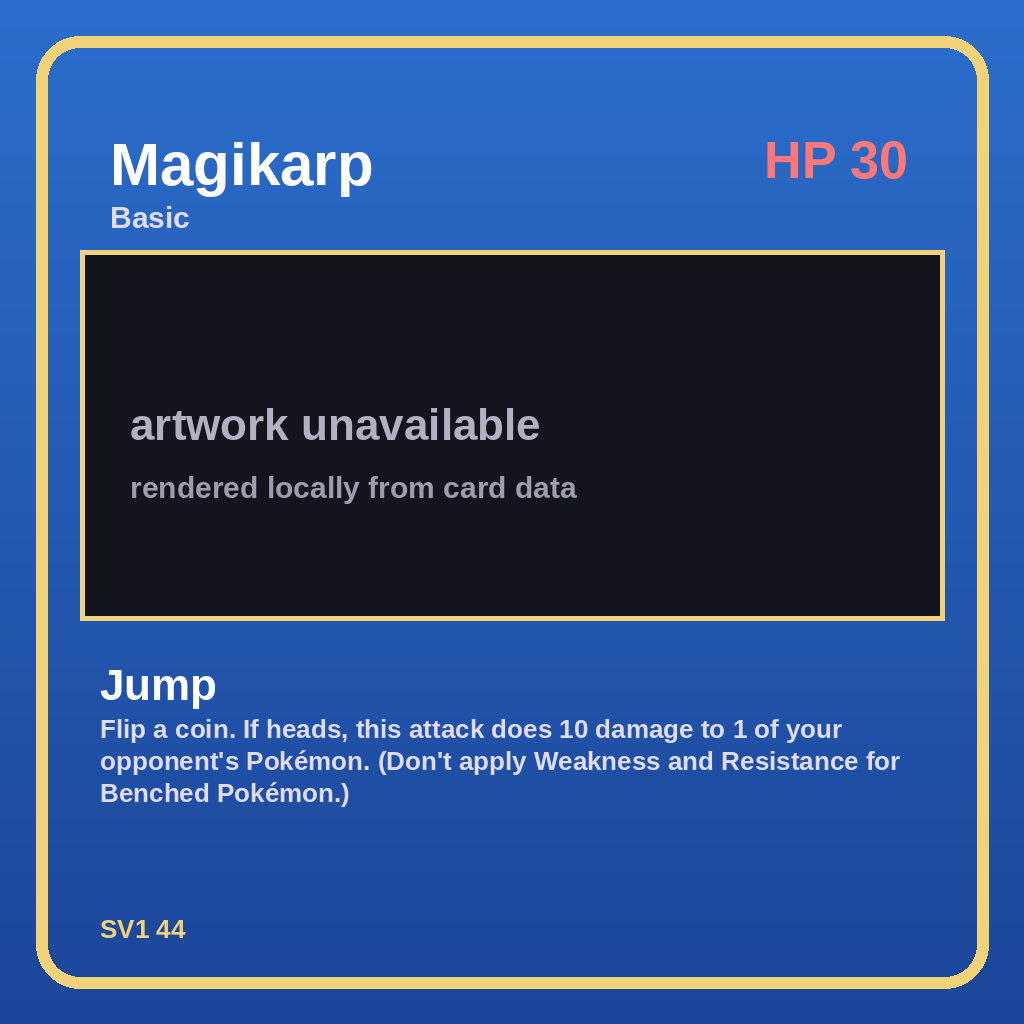 Magikarp
HP 30
Basic
artwork unavailable
rendered locally from card data
Jump
Flip a coin. If heads, this attack does 10 damage to 1 of your
opponent's Pokémon. (Don't apply Weakness and Resistance for
Benched Pokémon.)
SV1 44